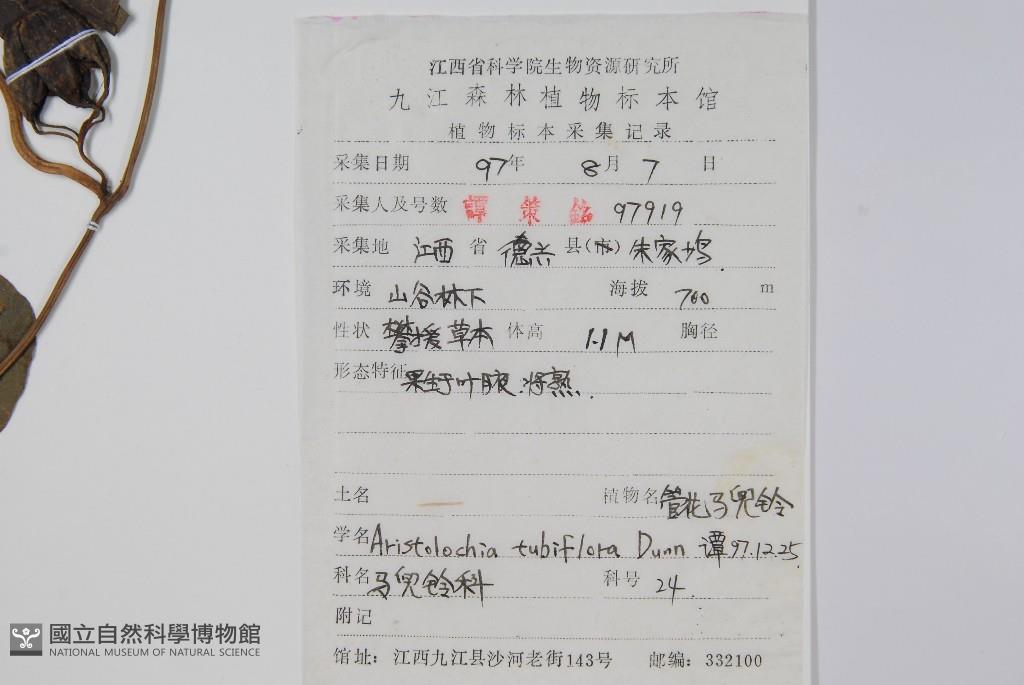 江西省科学院生物资源研究所
九江森林植物标本馆
植物标本采集记录
采集日期 97年 8月 7 日
采集人及号数 譚策銘 97919
采集地 江西 省 德兴 县(市) 朱家坞
环境 山谷林下 海拔 700 m
性状 攀援草本 体高 1.1 M 胸径
形态特征 果生于叶腋.将熟.
土名 植物名 管花马兜铃
学名 Aristolochia tubiflora Dunn 谭 97.12.25
科名 马兜铃科 科号 24
附记
馆址: 江西九江县沙河老街143号 邮编: 332100
國立自然科學博物館
NATIONAL MUSEUM OF NATURAL SCIENCE